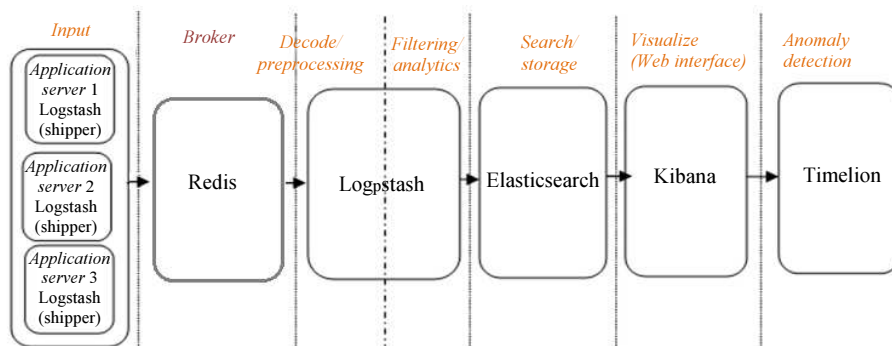 Input
Broker
Decode/
preprocessing
Filtering/
analytics
Search/
storage
Visualize
(Web interface)
Anomaly
detection
Application
server 1
Logstash
(shipper)
Application
server 2
Logstash
(shipper)
Application
server 3
Logstash
(shipper)
Redis
Logpstash
Elasticsearch
Kibana
Timelion